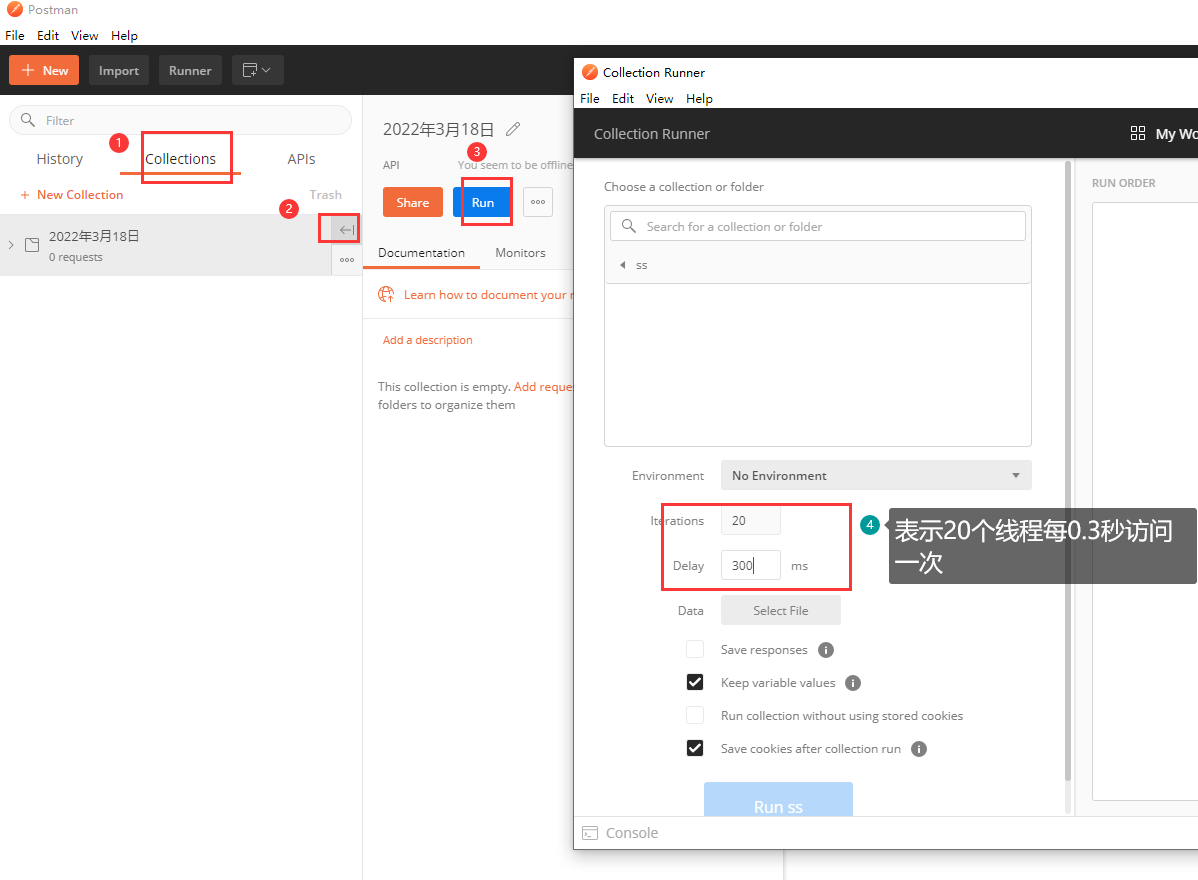 Postman
File Edit View Help
New Import Runner
Filter
1
History Collections APIs
+ New Collection Trash
2
2022年3月18日
0 requests
2022年3月18日
3
API You seem to be offline
Share Run
Documentation Monitors
Learn how to document your r
Add a description
This collection is empty. Add reque
folders to organize them
Collection Runner
File Edit View Help
Collection Runner My Wo
Choose a collection or folder
Search for a collection or folder
ss
Environment No Environment
Iterations 20
Delay 300 ms
4
表示20个线程每0.3秒访问
一次
Data Select File
Save responses
Keep variable values
Run collection without using stored cookies
Save cookies after collection run
Run ss
Console
RUN ORDER